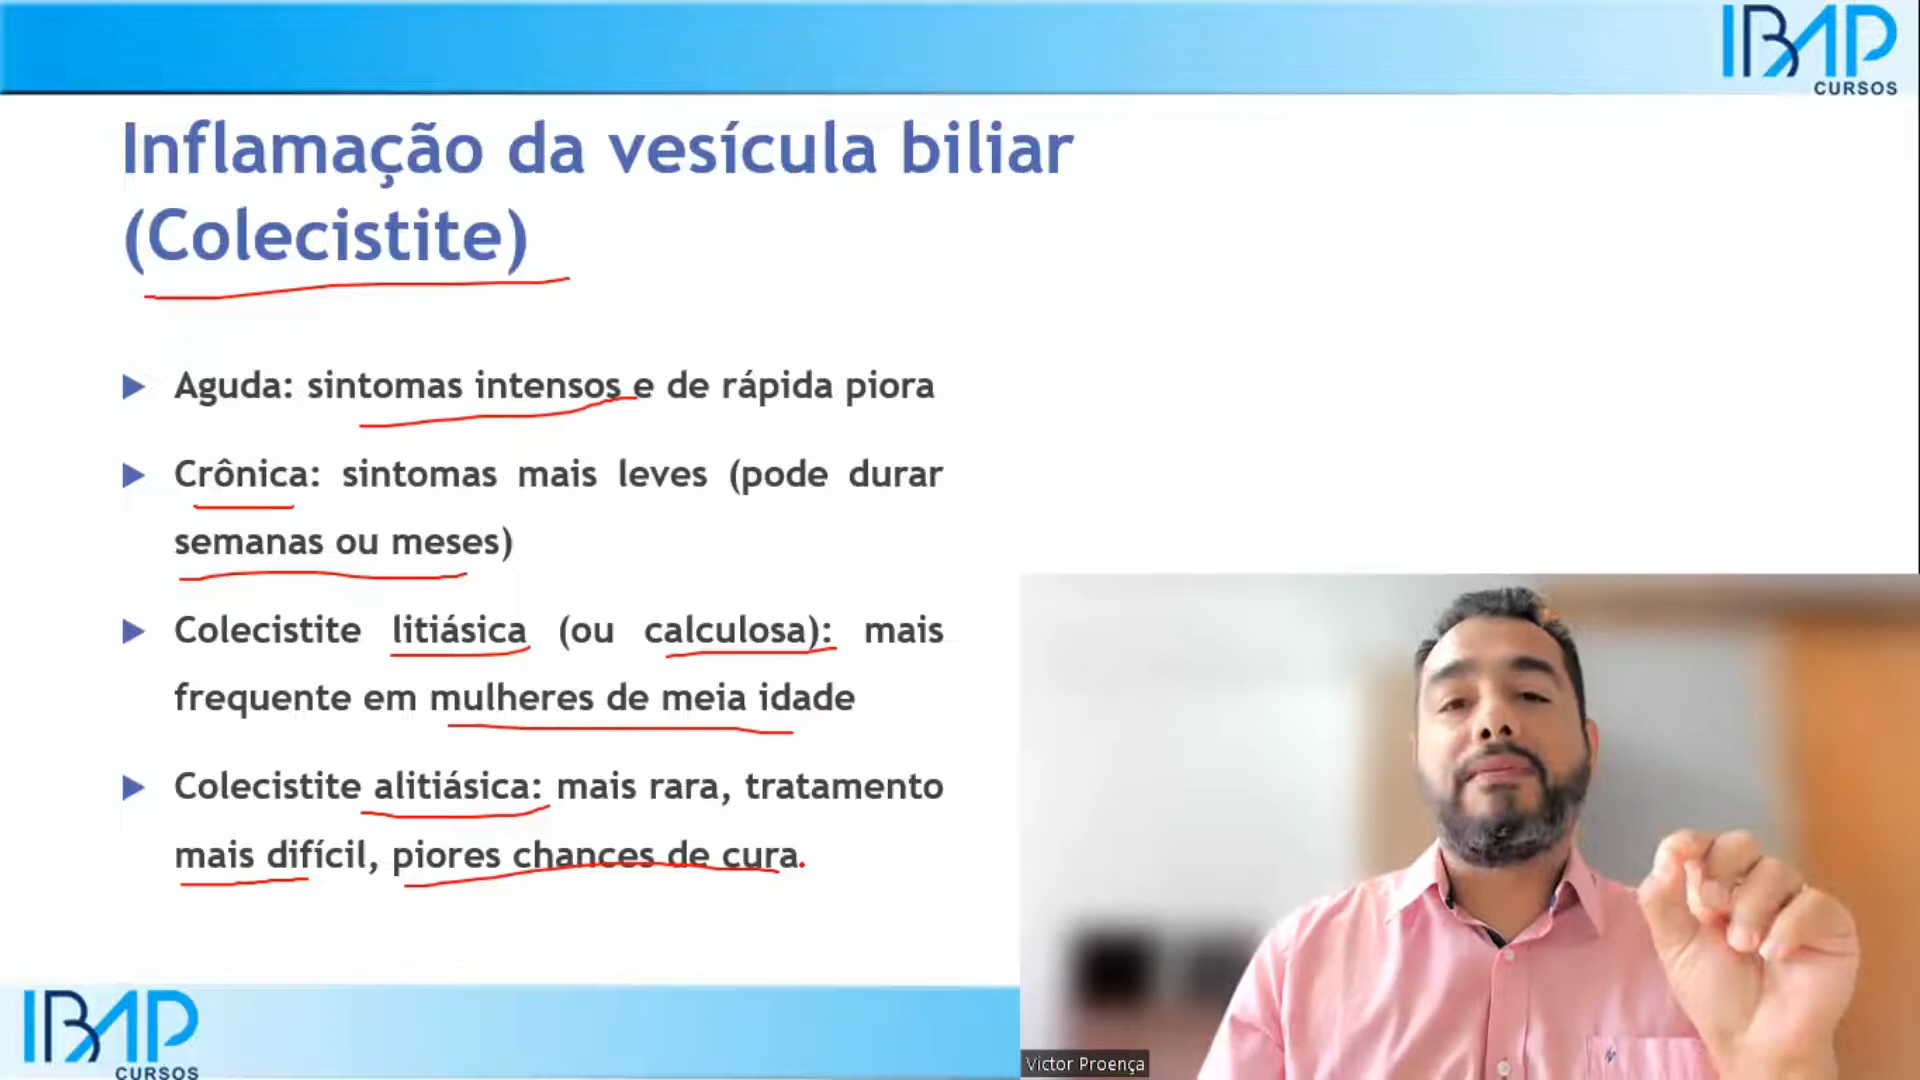 IBAP
CURSOS
Inflamação da vesícula biliar
(Colecistite)
Aguda: sintomas intensos e de rápida piora
Crônica: sintomas mais leves (pode durar
semanas ou meses)
Colecistite litiásica (ou calculosa): mais
frequente em mulheres de meia idade
Colecistite alitiásica: mais rara, tratamento
mais difícil, piores chances de cura.
IBAP
CURSOS
Victor Proença